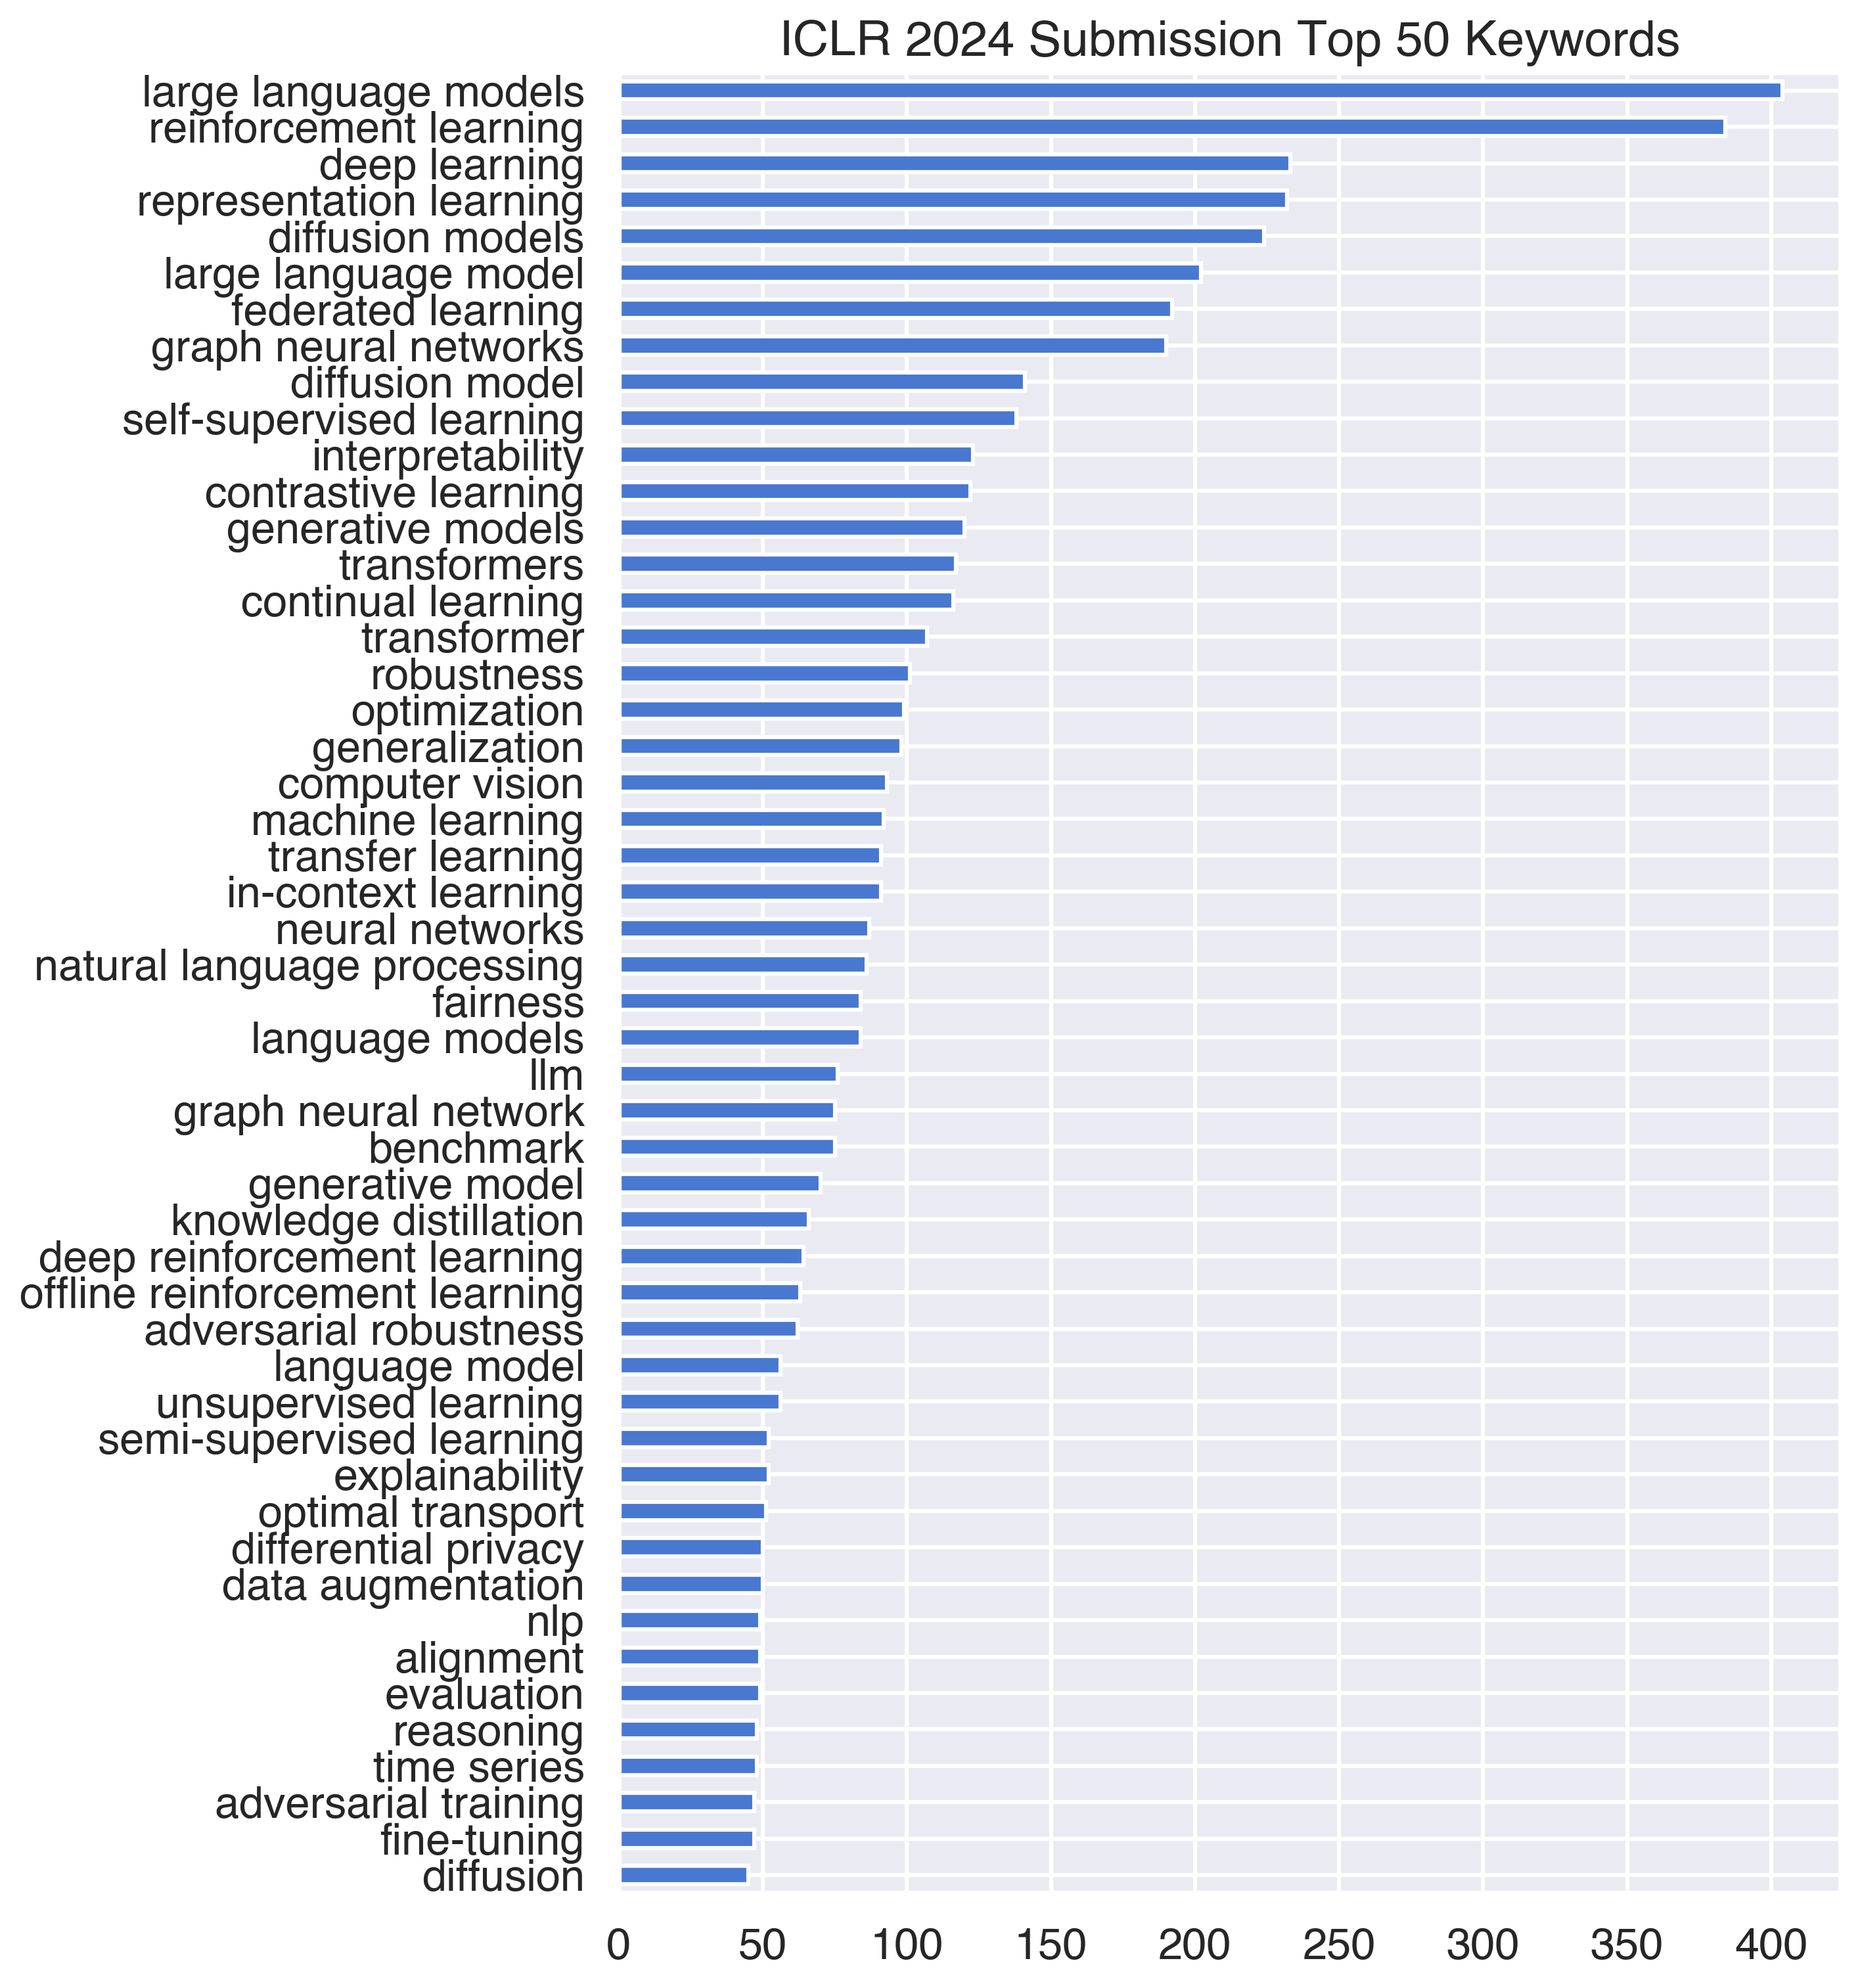 ICLR 2024 Submission Top 50 Keywords
large language models
reinforcement learning
deep learning
representation learning
diffusion models
large language model
federated learning
graph neural networks
diffusion model
self-supervised learning
interpretability
contrastive learning
generative models
transformers
continual learning
transformer
robustness
optimization
generalization
computer vision
machine learning
transfer learning
in-context learning
neural networks
natural language processing
fairness
language models
llm
graph neural network
benchmark
generative model
knowledge distillation
deep reinforcement learning
offline reinforcement learning
adversarial robustness
language model
unsupervised learning
semi-supervised learning
explainability
optimal transport
differential privacy
data augmentation
nlp
alignment
evaluation
reasoning
time series
adversarial training
fine-tuning
diffusion
0 50 100 150 200 250 300 350 400